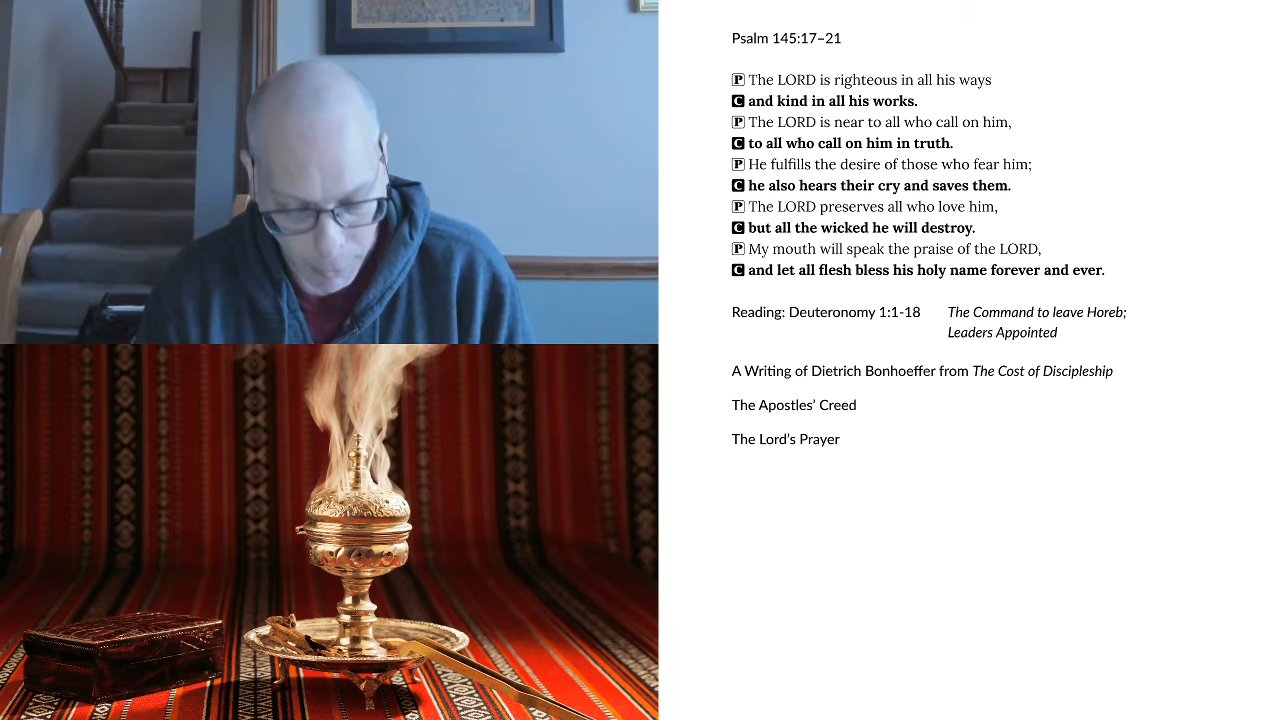 Psalm 145:17–21
P The LORD is righteous in all his ways
C and kind in all his works.
P The LORD is near to all who call on him,
C to all who call on him in truth.
P He fulfills the desire of those who fear him;
C he also hears their cry and saves them.
P The LORD preserves all who love him,
C but all the wicked he will destroy.
P My mouth will speak the praise of the LORD,
C and let all flesh bless his holy name forever and ever.
Reading: Deuteronomy 1:1-18 The Command to leave Horeb;
Leaders Appointed
A Writing of Dietrich Bonhoeffer from The Cost of Discipleship
The Apostles’ Creed
The Lord’s Prayer